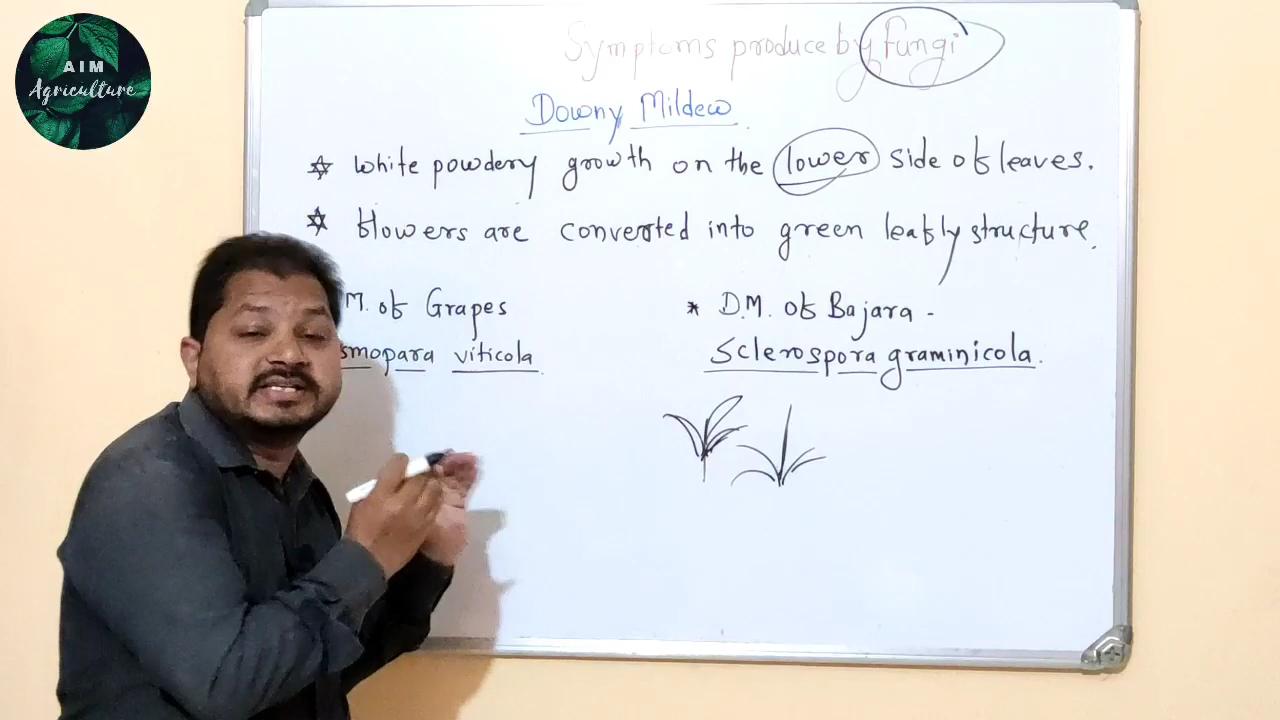 AIM
Agriculture
Symptoms produce by fungi
Downy Mildew
White powdery growth on the lower side of leaves.
Flowers are converted into green leafly structure.
M. of Grapes
* D.M. of Bajara -
smopara viticola
Sclerospora graminicola.